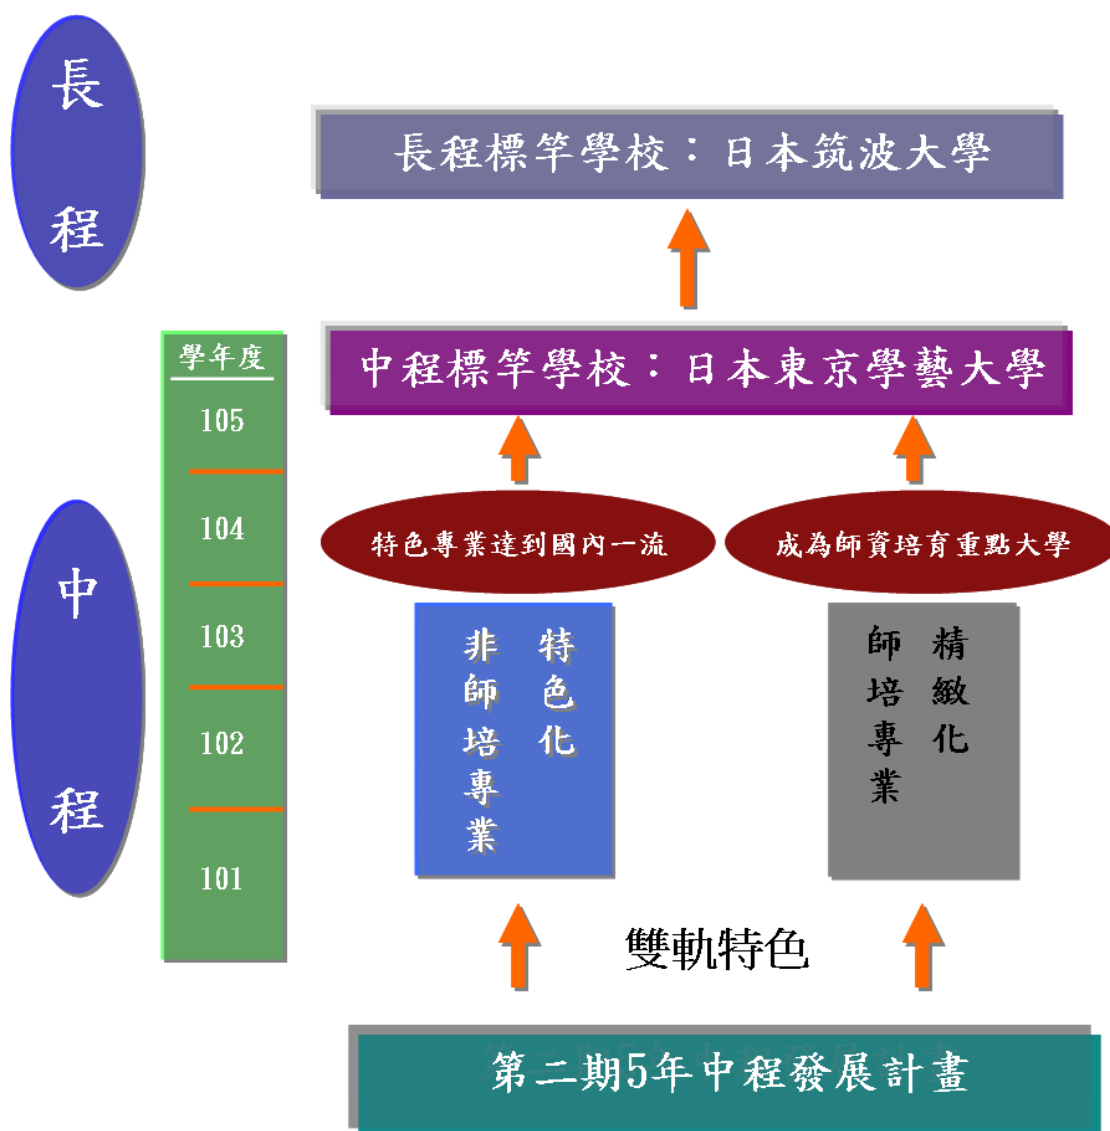 長程
長程標竿學校：日本筑波大學
學年度
中程標竿學校：日本東京學藝大學
105
104
特色專業達到國內一流
成為師資培育重點大學
中程
103
特色化
非師培專業
精緻化
師培專業
102
101
雙軌特色
第二期5年中程發展計畫